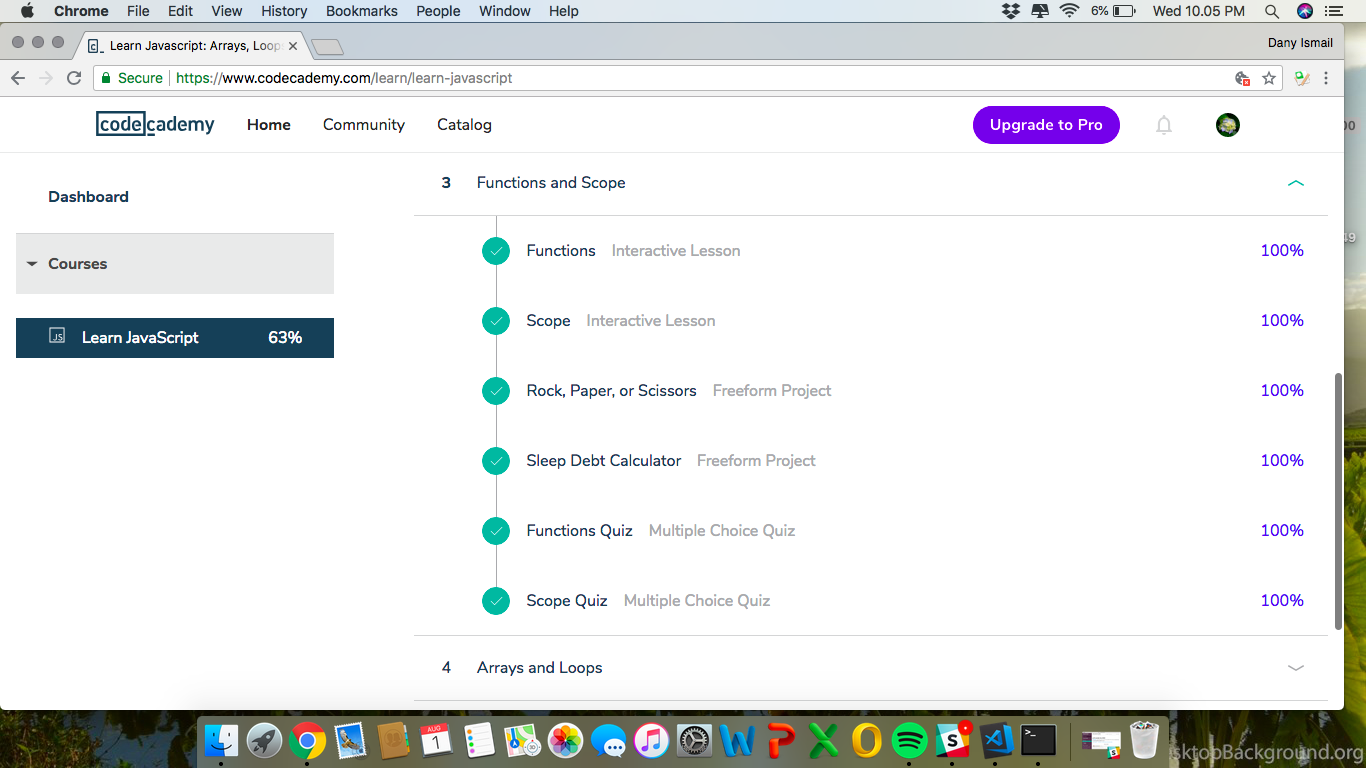 Chrome File Edit View History Bookmarks People Window Help 6% Wed 10.05 PM
Learn Javascript: Arrays, Loop Dany Ismail
Secure https://www.codecademy.com/learn/learn-javascript
codecademy Home Community Catalog Upgrade to Pro
00
3 Functions and Scope
Dashboard
49
Functions Interactive Lesson 100%
Courses
Scope Interactive Lesson 100%
JS Learn JavaScript 63%
Rock, Paper, or Scissors Freeform Project 100%
Sleep Debt Calculator Freeform Project 100%
Functions Quiz Multiple Choice Quiz 100%
Scope Quiz Multiple Choice Quiz 100%
4 Arrays and Loops
AUG
1
3D
sktopBackground.org